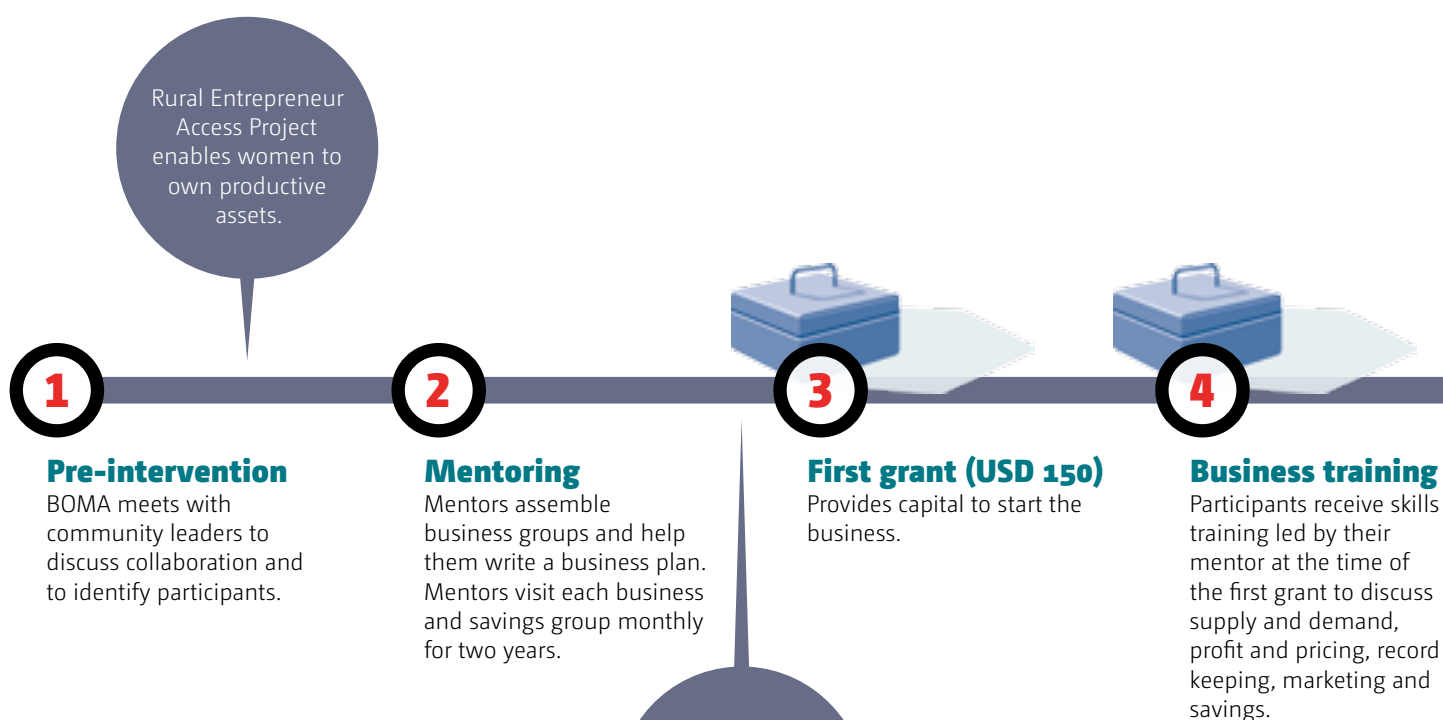 Rural Entrepreneur
Access Project
enables women to
own productive
assets.
1
2
3
4
Pre-intervention
BOMA meets with
community leaders to
discuss collaboration and
to identify participants.
Mentoring
Mentors assemble
business groups and help
them write a business plan.
Mentors visit each business
and savings group monthly
for two years.
First grant (USD 150)
Provides capital to start the
business.
Business training
Participants receive skills
training led by their
mentor at the time of
the first grant to discuss
supply and demand,
profit and pricing, record
keeping, marketing and
savings.